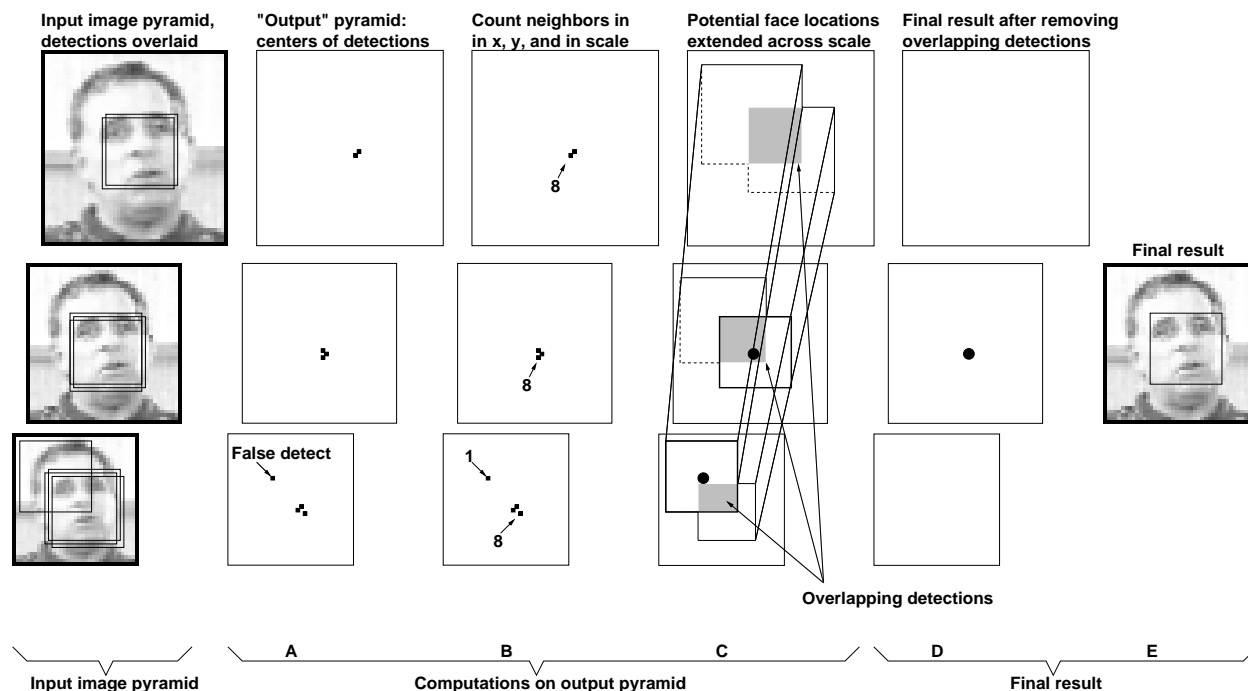 Input image pyramid,
detections overlaid
"Output" pyramid:
centers of detections
Count neighbors in
in x, y, and in scale
Potential face locations
extended across scale
Final result after removing
overlapping detections
8
Final result
8
False detect
1
8
Overlapping detections
A
B
C
D
E
Input image pyramid
Computations on output pyramid
Final result